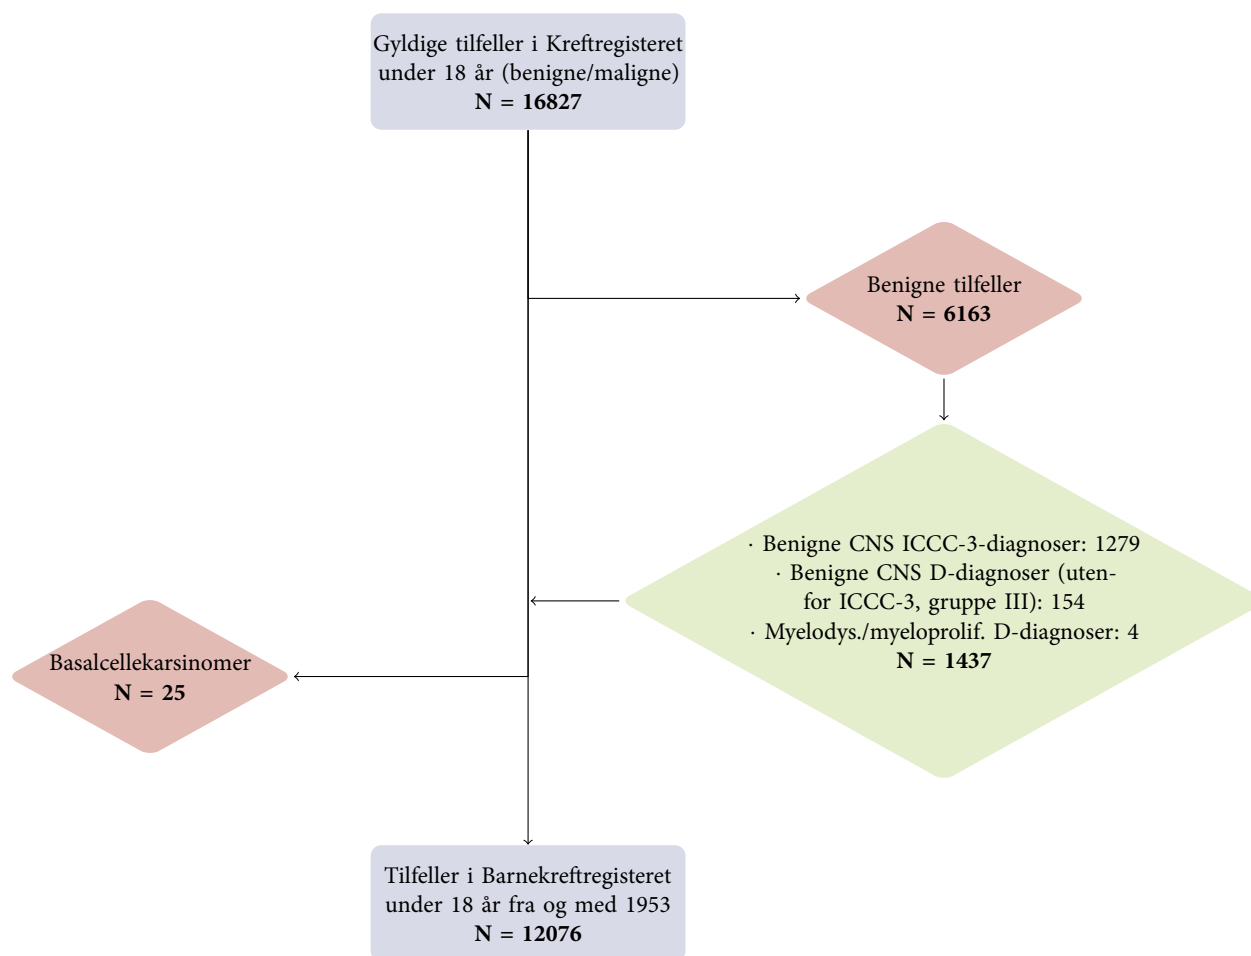 Gyldige tilfeller i Kreftregisteret
under 18 år (benigne/maligne)
N = 16827
Benigne tilfeller
N = 6163
· Benigne CNS ICCC-3-diagnoser: 1279
· Benigne CNS D-diagnoser (uten-
for ICCC-3, gruppe III): 154
· Myelodys./myeloprolif. D-diagnoser: 4
N = 1437
Basalcellekarsinomer
N = 25
Tilfeller i Barnekreftregisteret
under 18 år fra og med 1953
N = 12076